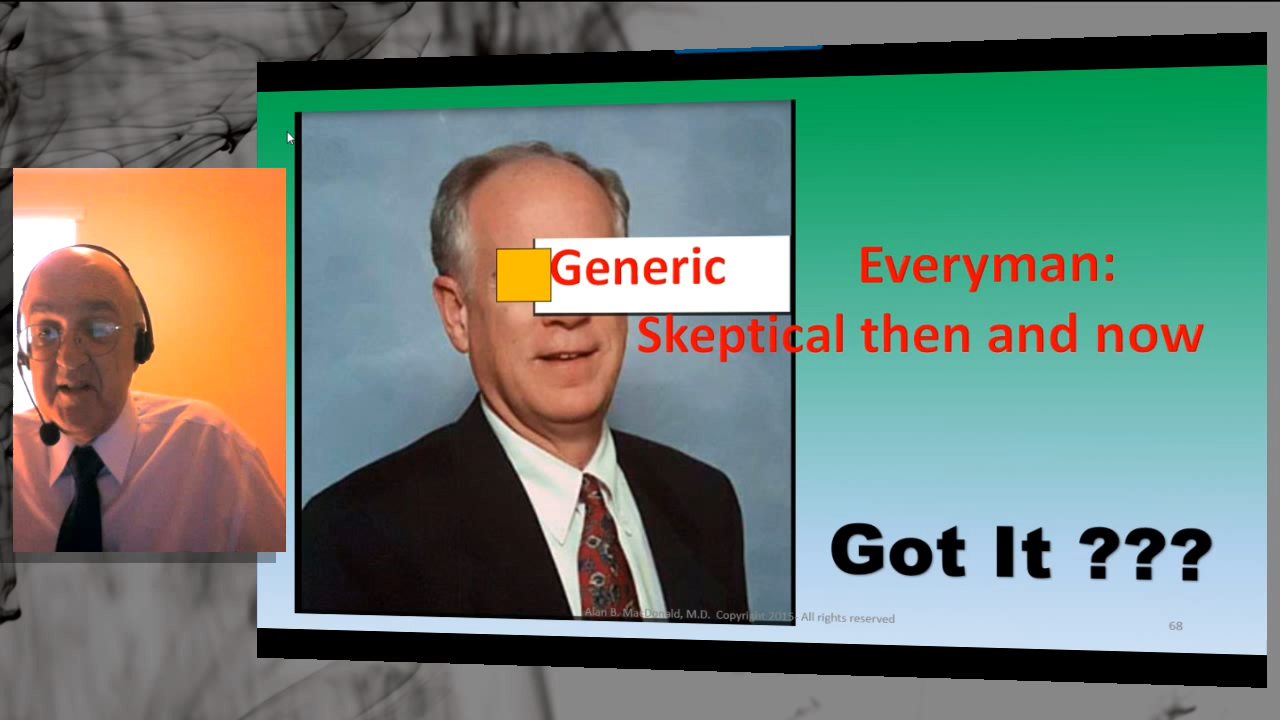 Generic Everyman:
Skeptical then and now
Got It ???
Alan B. MacDonald, M.D. Copyright 2015 All rights reserved
68